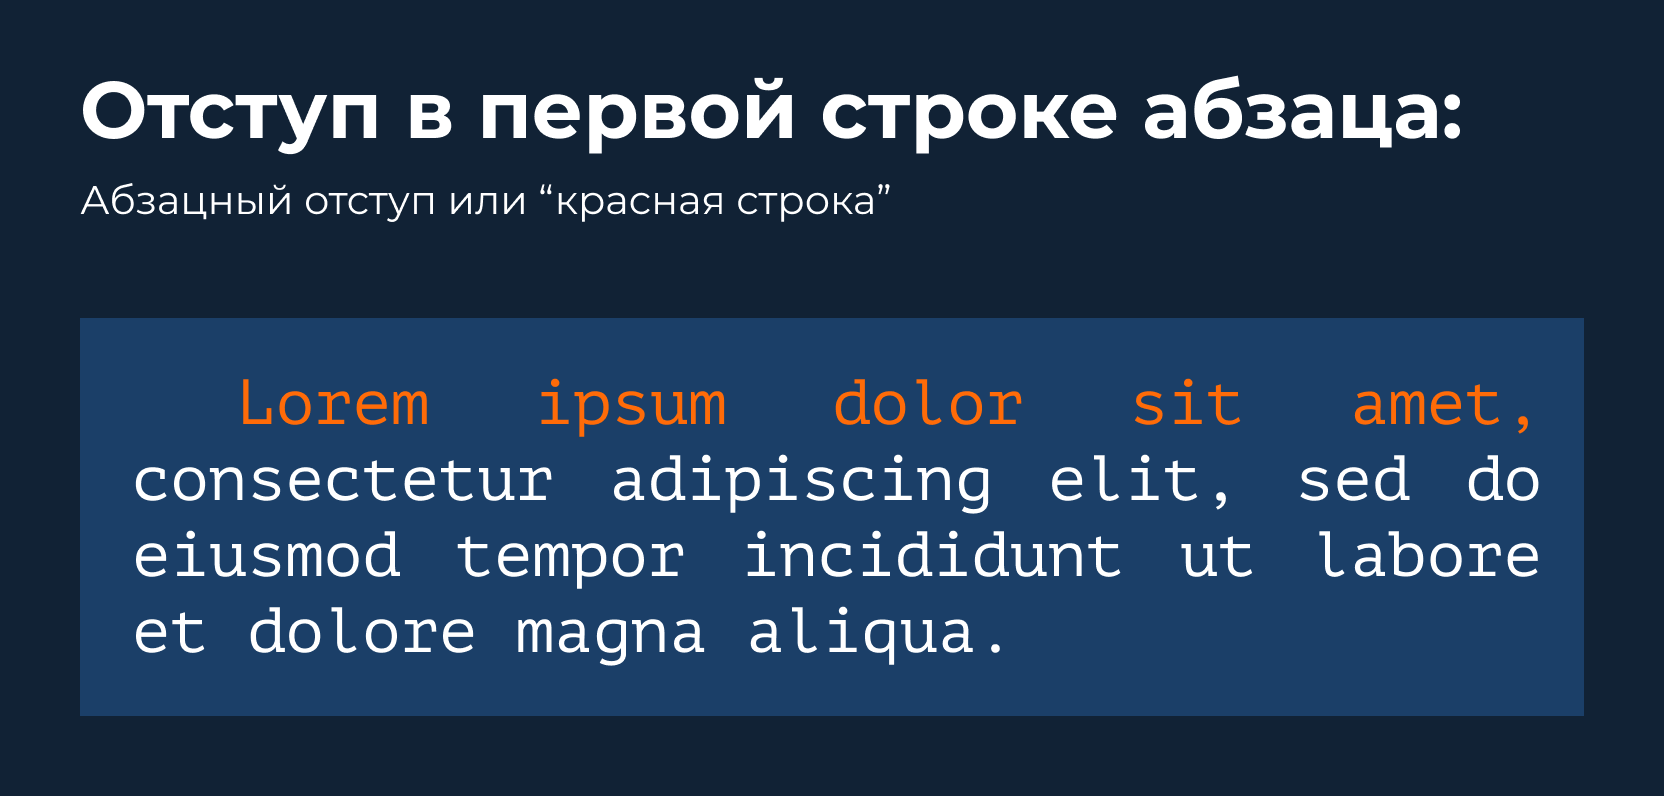 Отступ в первой строке абзаца:
Абзацный отступ или “красная строка”
Lorem ipsum dolor sit amet,
consectetur adipiscing elit, sed do
eiusmod tempor incididunt ut labore
et dolore magna aliqua.